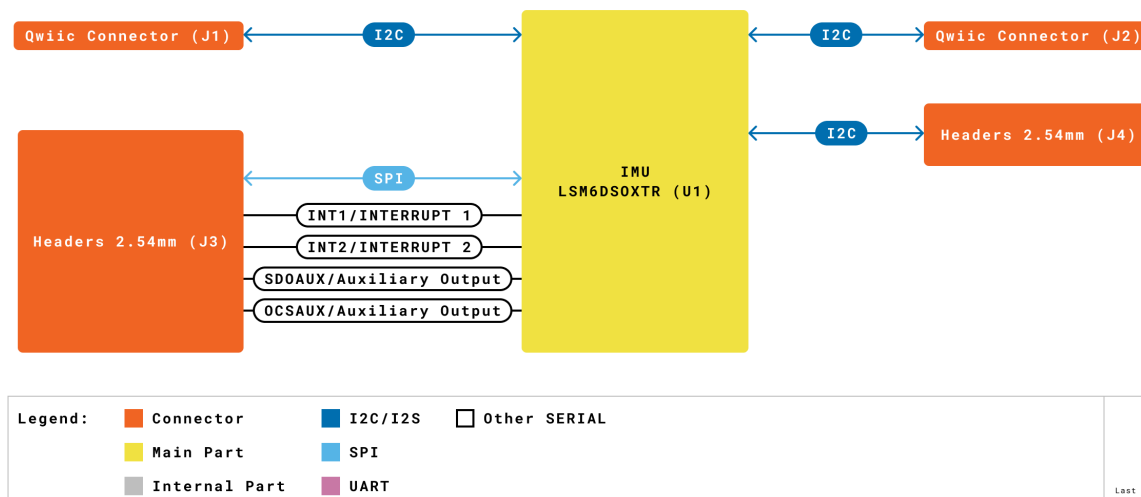 Qwiic Connector (J1)
I2C
I2C
Qwiic Connector (J2)
I2C
Headers 2.54mm (J4)
SPI
IMU
LSM6DSOXTR (U1)
INT1/INTERRUPT 1
Headers 2.54mm (J3)
INT2/INTERRUPT 2
SDOAUX/Auxiliary Output
OCSAUX/Auxiliary Output
Legend:
Connector
I2C/I2S
Other SERIAL
Main Part
SPI
Internal Part
UART
Last